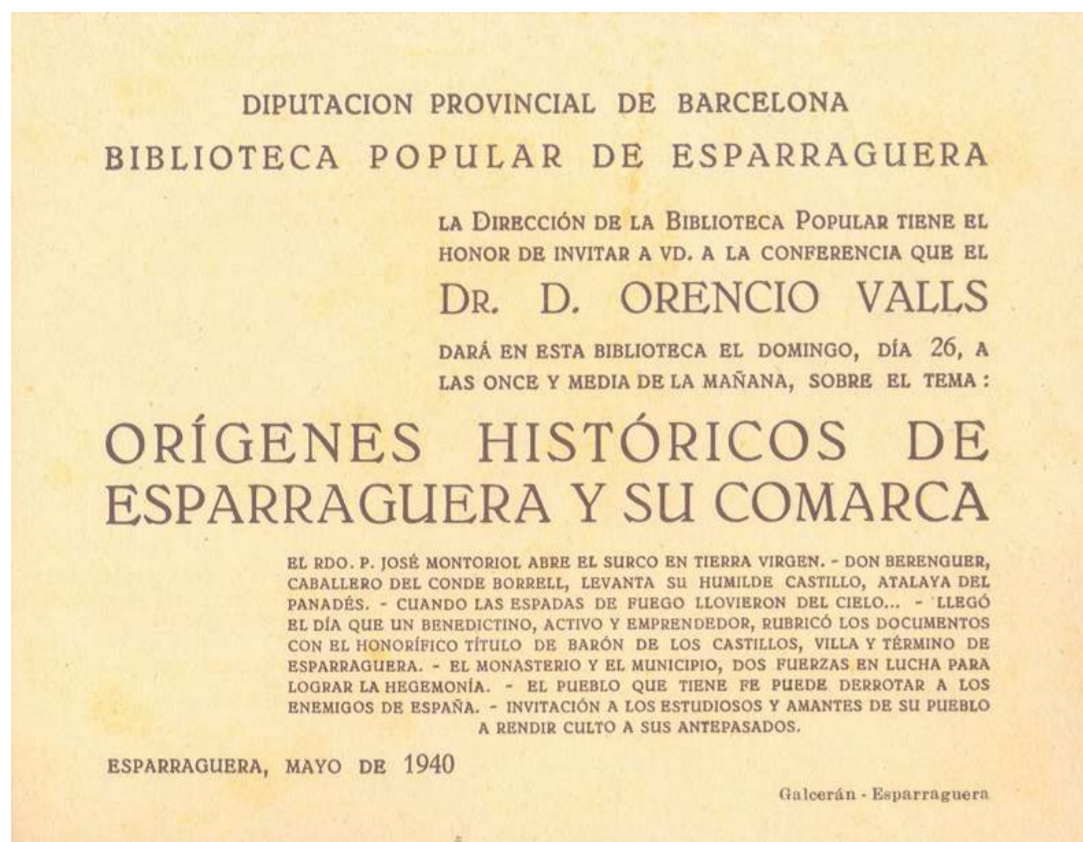 DIPUTACION PROVINCIAL DE BARCELONA
BIBLIOTECA POPULAR DE ESPARRAGUERA
LA DIRECCIÓN DE LA BIBLIOTECA POPULAR TIENE EL
HONOR DE INVITAR A VD. A LA CONFERENCIA QUE EL
DR. D. ORENCIO VALLS
DARÁ EN ESTA BIBLIOTECA EL DOMINGO, DÍA 26, A
LAS ONCE Y MEDIA DE LA MAÑANA, SOBRE EL TEMA :
ORÍGENES HISTÓRICOS DE
ESPARRAGUERA Y SU COMARCA
EL RDO. P. JOSÉ MONTORIOL ABRE EL SURCO EN TIERRA VIRGEN. - DON BERENGUER,
CABALLERO DEL CONDE BORRELL, LEVANTA SU HUMILDE CASTILLO, ATALAYA DEL
PANADÉS. - CUANDO LAS ESPADAS DE FUEGO LLOVIERON DEL CIELO... - LLEGÓ
EL DÍA QUE UN BENEDICTINO, ACTIVO Y EMPRENDEDOR, RUBRICÓ LOS DOCUMENTOS
CON EL HONORÍFICO TÍTULO DE BARÓN DE LOS CASTILLOS, VILLA Y TÉRMINO DE
ESPARRAGUERA. - EL MONASTERIO Y EL MUNICIPIO, DOS FUERZAS EN LUCHA PARA
LOGRAR LA HEGEMONÍA. - EL PUEBLO QUE TIENE FE PUEDE DERROTAR A LOS
ENEMIGOS DE ESPAÑA. - INVITACIÓN A LOS ESTUDIOSOS Y AMANTES DE SU PUEBLO
A RENDIR CULTO A SUS ANTEPASADOS.
ESPARRAGUERA, MAYO DE 1940
Galcerán - Esparraguera